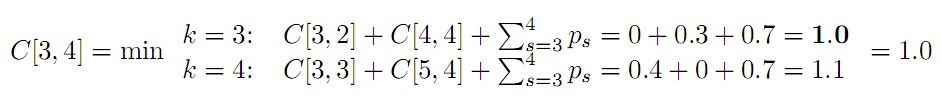 k = 3: C[3, 2] + C[4, 4] + ∑⁴ₛ₌₃ pₛ = 0 + 0.3 + 0.7 = 1.0
C[3, 4] = min = 1.0
k = 4: C[3, 3] + C[5, 4] + ∑⁴ₛ₌₃ pₛ = 0.4 + 0 + 0.7 = 1.1